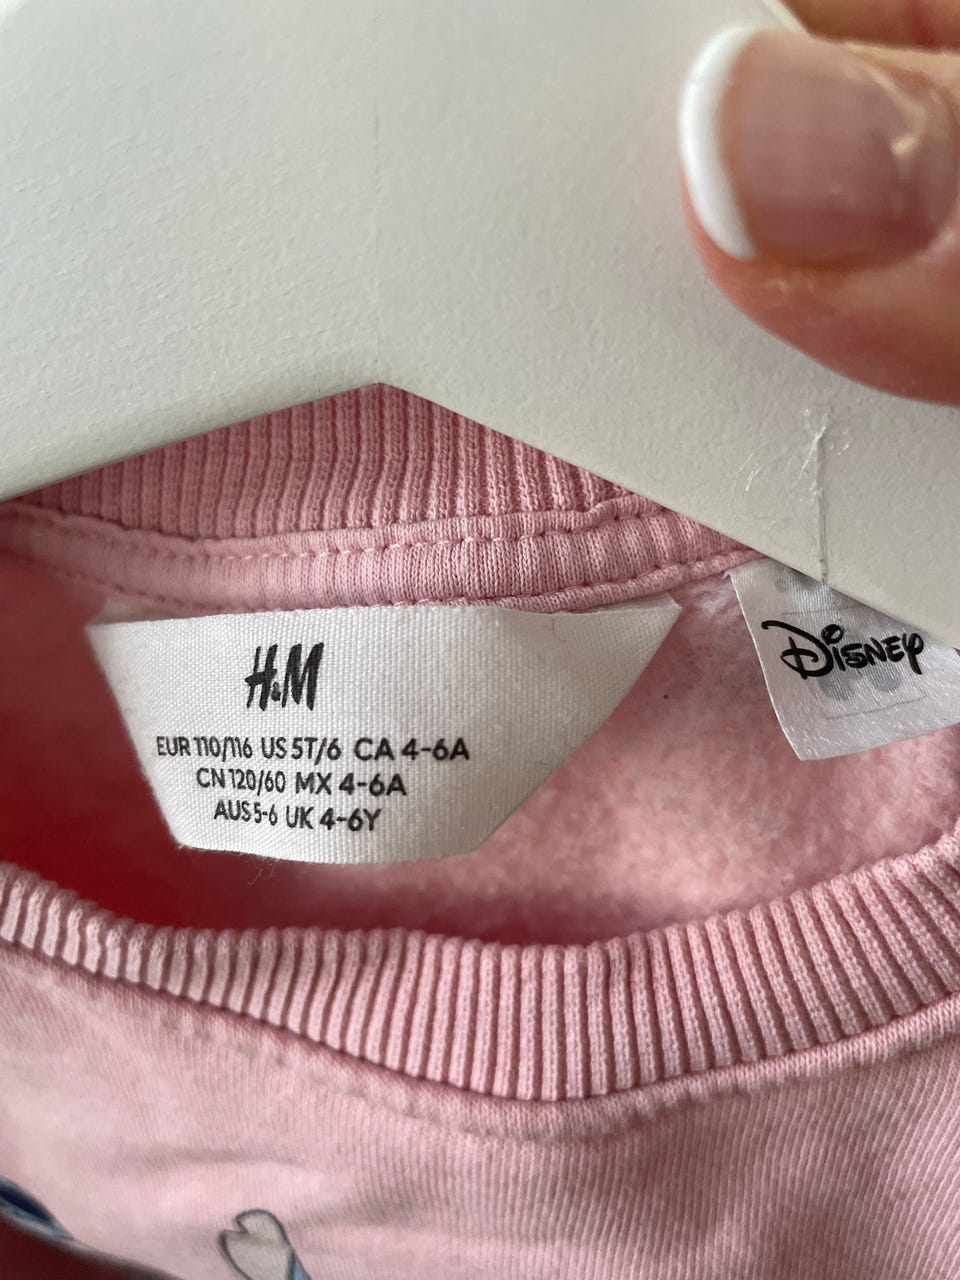 H&M
EUR 110/116 US 5T/6 CA 4-6A
CN 120/60 MX 4-6A
AUS 5-6 UK 4-6Y
Disney